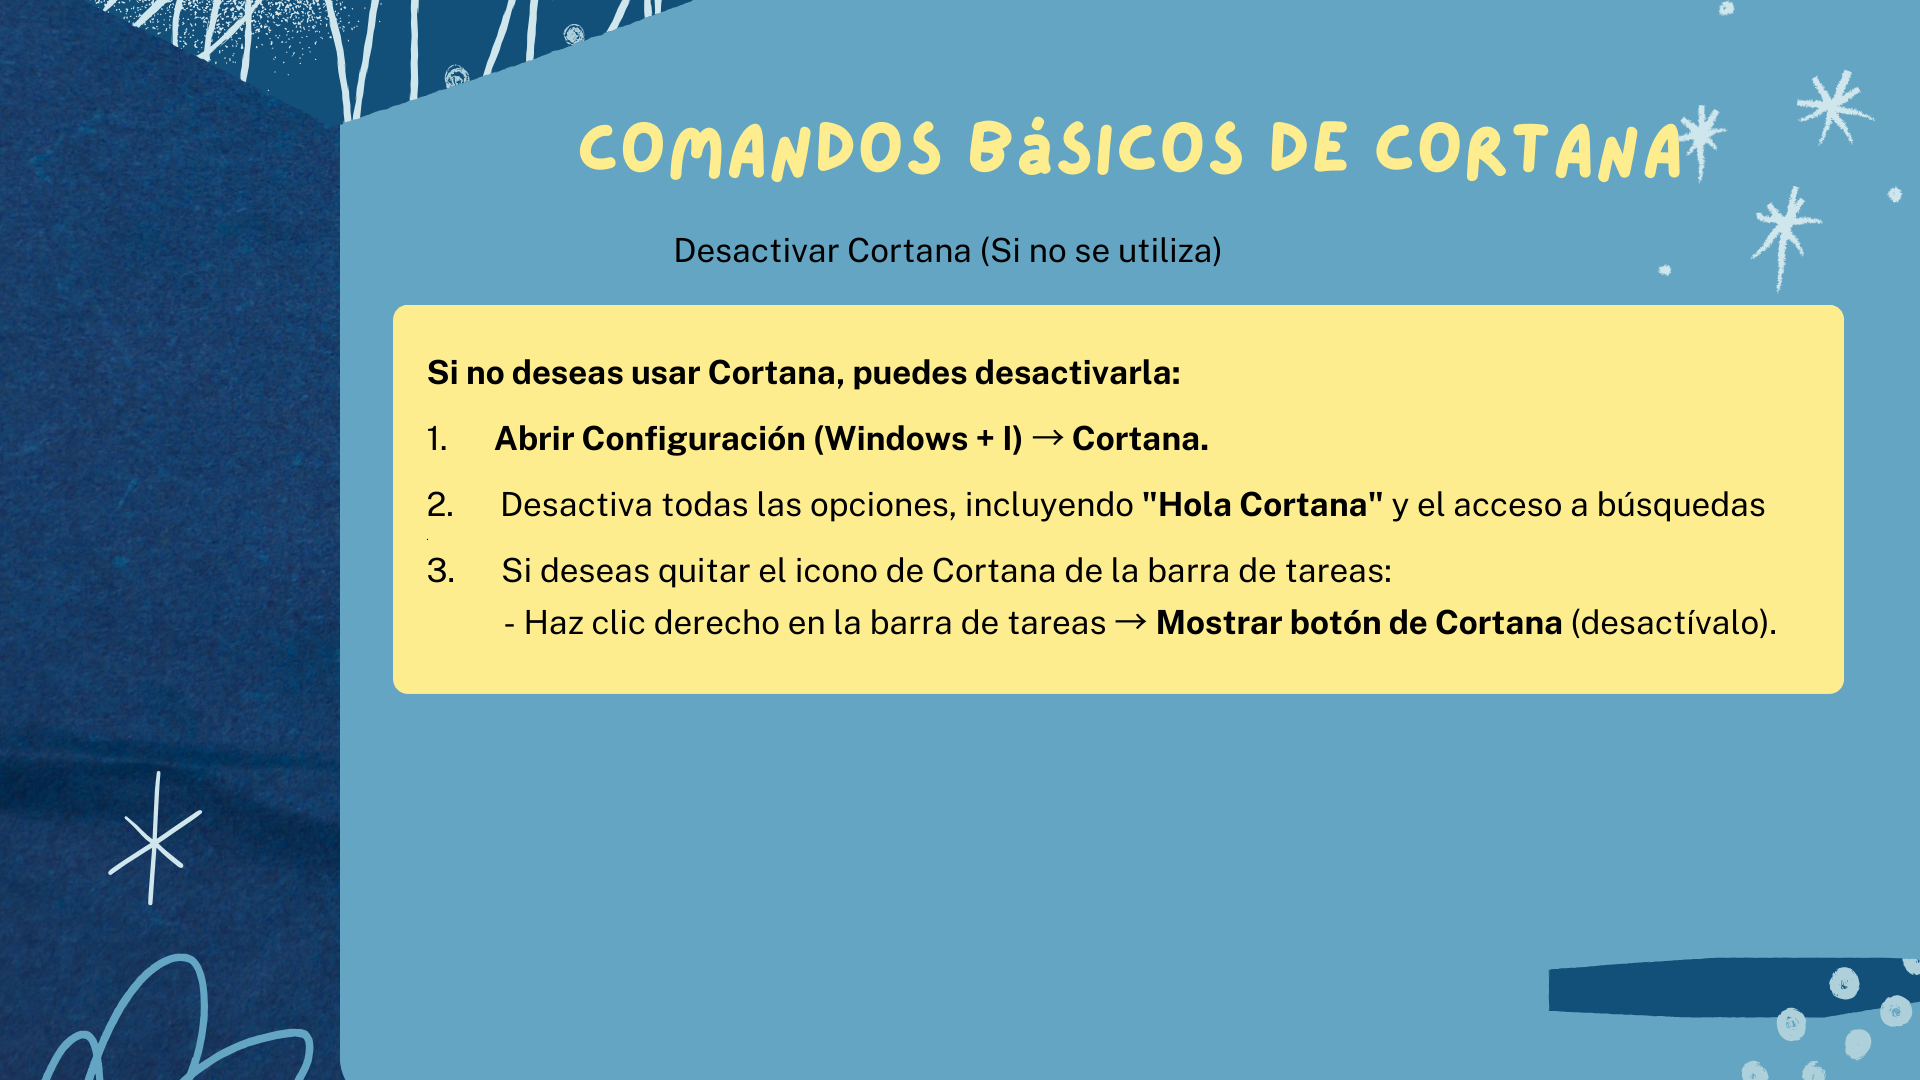 COMANDOS BáSICOS DE CORTANA
Desactivar Cortana (Si no se utiliza)
Si no deseas usar Cortana, puedes desactivarla:
1. Abrir Configuración (Windows + I) → Cortana.
2. Desactiva todas las opciones, incluyendo "Hola Cortana" y el acceso a búsquedas
.
3. Si deseas quitar el icono de Cortana de la barra de tareas:
- Haz clic derecho en la barra de tareas → Mostrar botón de Cortana (desactívalo).